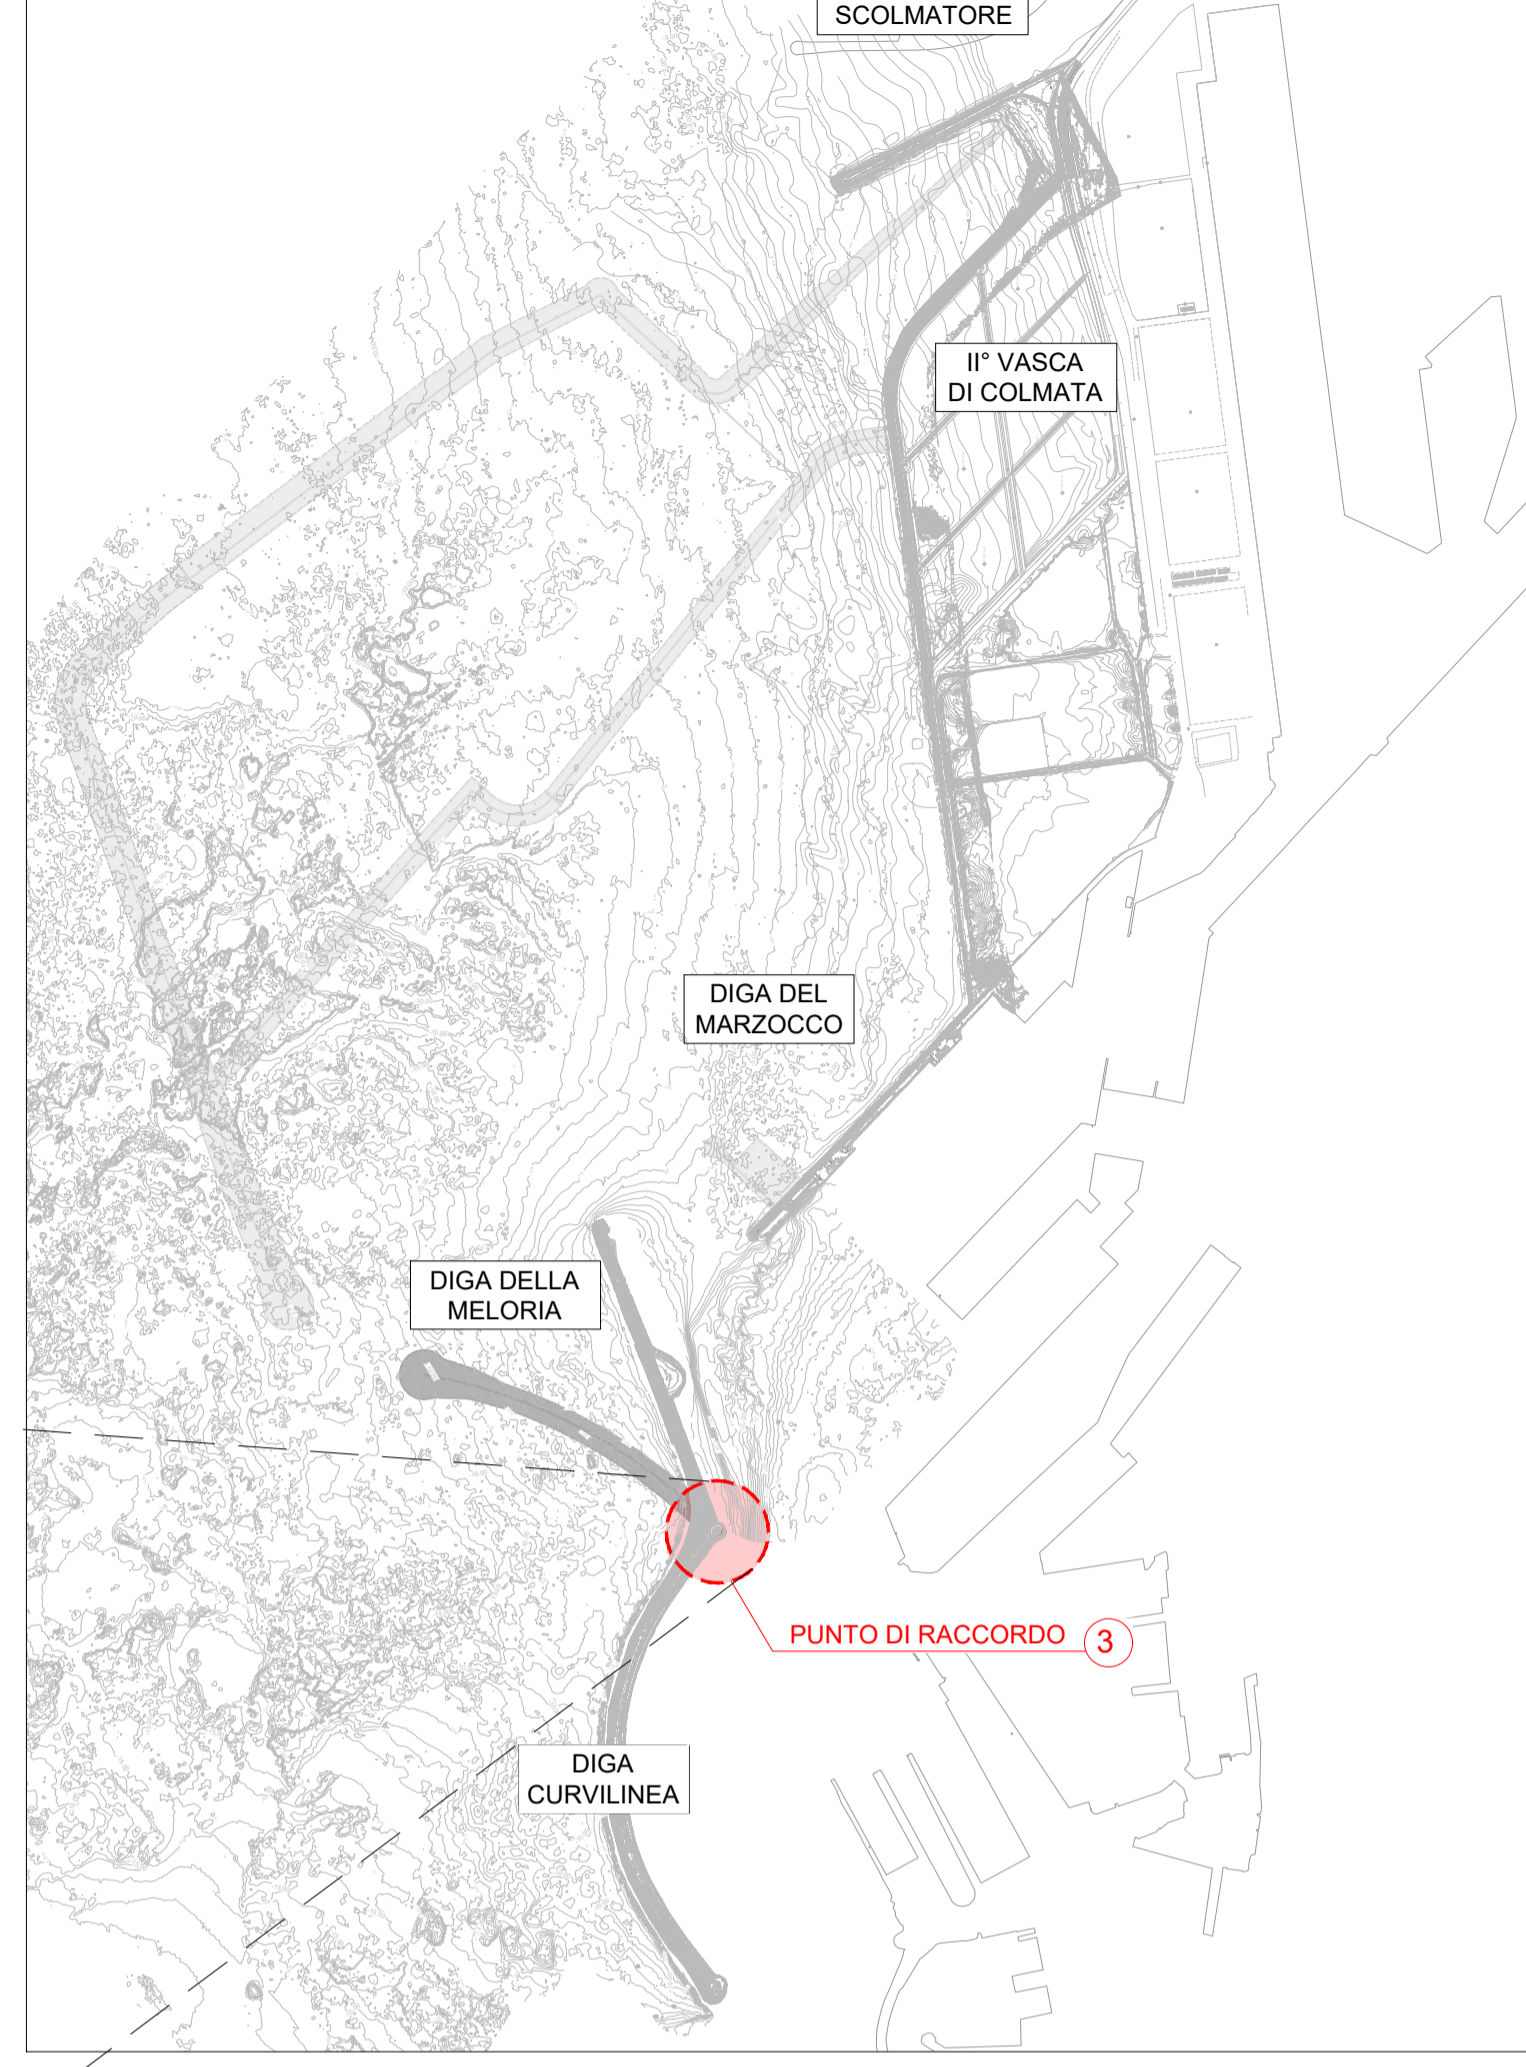 SCOLMATORE
II° VASCA
DI COLMATA
DIGA DEL
MARZOCCO
DIGA DELLA
MELORIA
PUNTO DI RACCORDO 3
DIGA
CURVILINEA